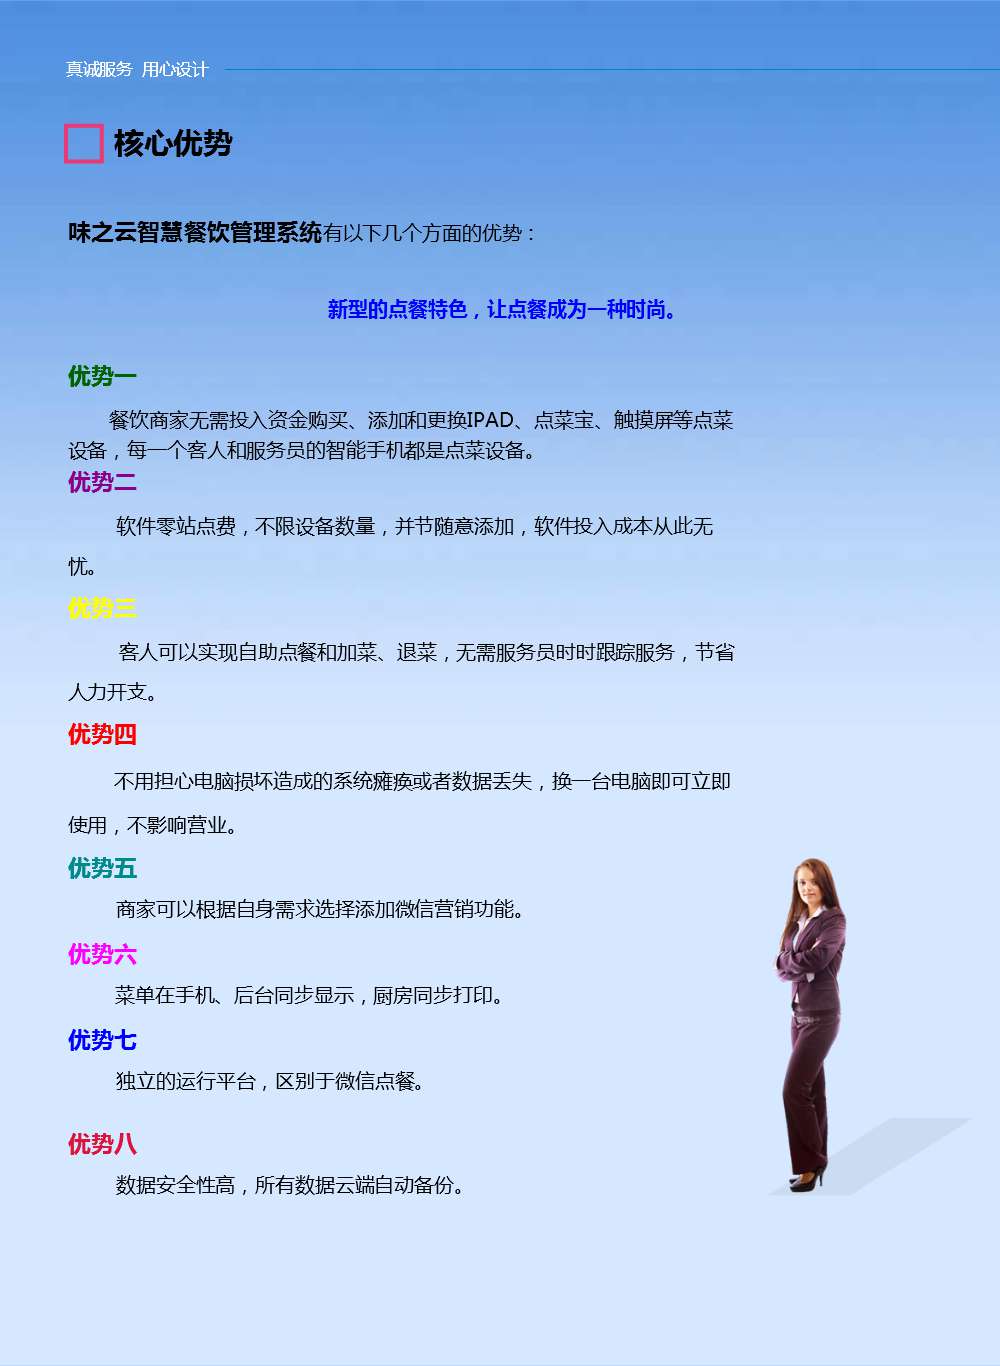 真诚服务 用心设计
核心优势
味之云智慧餐饮管理系统有以下几个方面的优势：
新型的点餐特色，让点餐成为一种时尚。
优势一
餐饮商家无需投入资金购买、添加和更换IPAD、点菜宝、触摸屏等点菜
设备，每一个客人和服务员的智能手机都是点菜设备。
优势二
软件零站点费，不限设备数量，并节随意添加，软件投入成本从此无
忧。
优势三
客人可以实现自助点餐和加菜、退菜，无需服务员时时跟踪服务，节省
人力开支。
优势四
不用担心电脑损坏造成的系统瘫痪或者数据丢失，换一台电脑即可立即
使用，不影响营业。
优势五
商家可以根据自身需求选择添加微信营销功能。
优势六
菜单在手机、后台同步显示，厨房同步打印。
优势七
独立的运行平台，区别于微信点餐。
优势八
数据安全性高，所有数据云端自动备份。